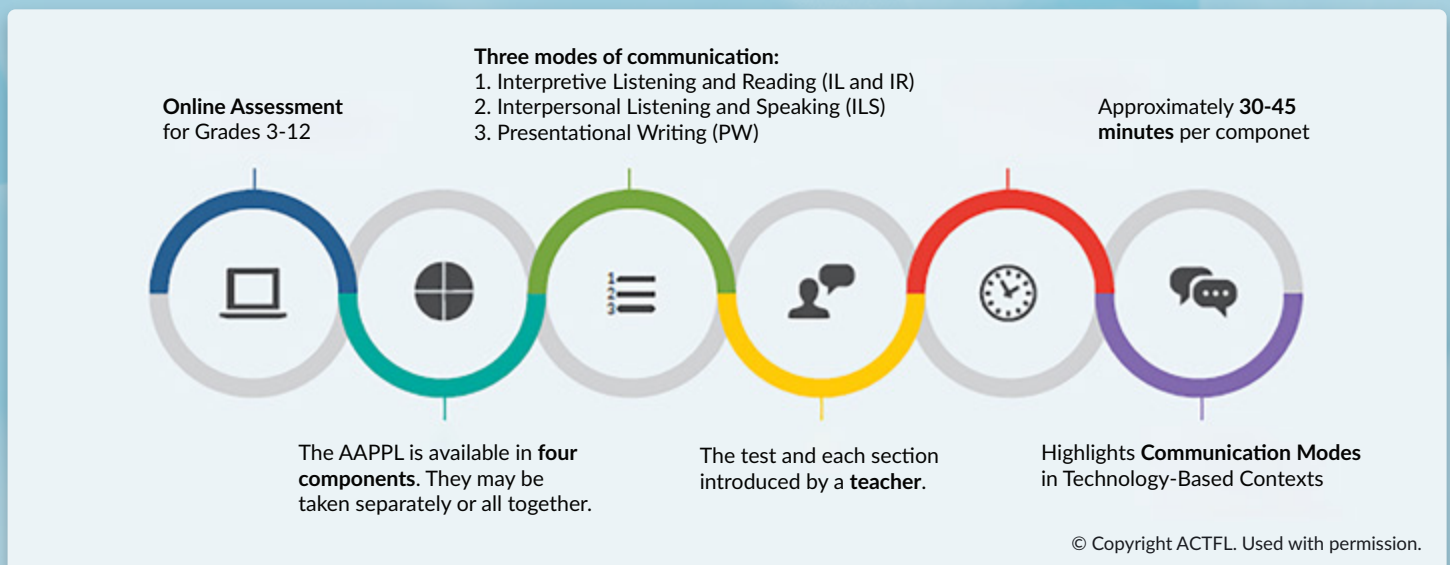 Online Assessment
for Grades 3-12
Three modes of communication:
1. Interpretive Listening and Reading (IL and IR)
2. Interpersonal Listening and Speaking (ILS)
3. Presentational Writing (PW)
Approximately 30-45
minutes per componet
1
2
3
The AAPPL is available in four
components. They may be
taken separately or all together.
The test and each section
introduced by a teacher.
Highlights Communication Modes
in Technology-Based Contexts
© Copyright ACTFL. Used with permission.